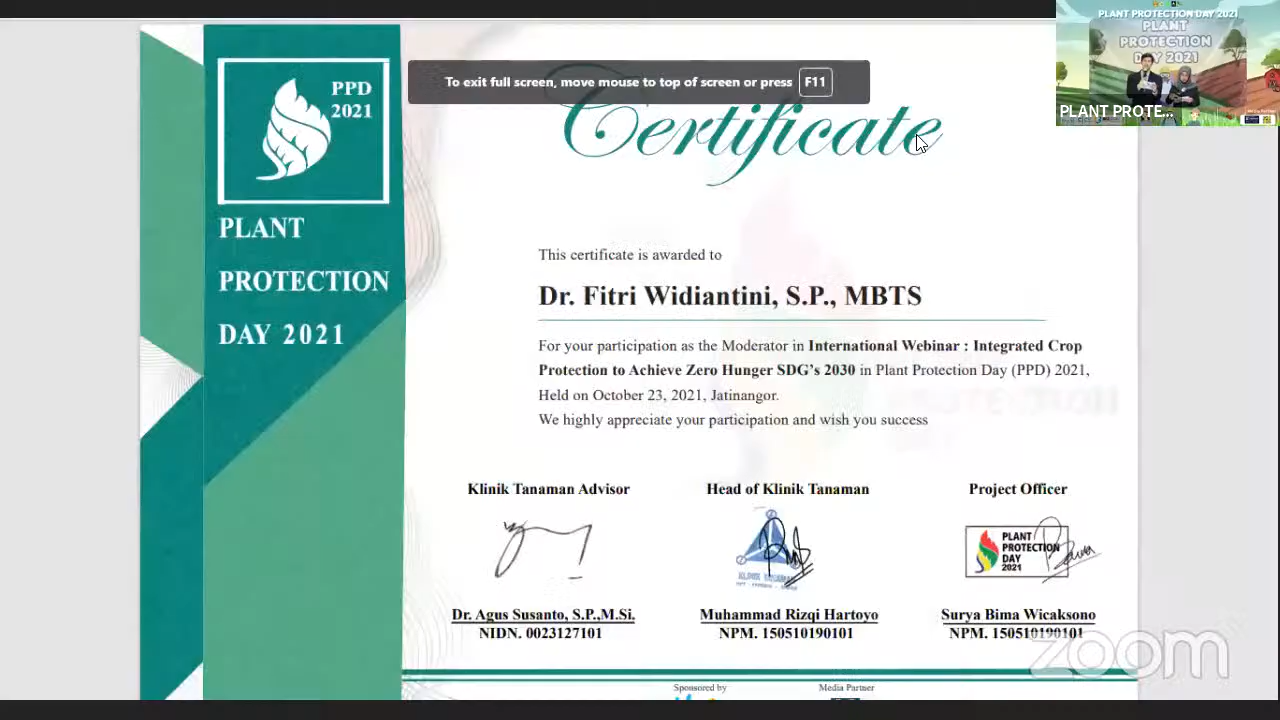 PPD
2021
PLANT
PROTECTION
DAY 2021
To exit full screen, move mouse to top of screen or press F11
Certificate
This certificate is awarded to
Dr. Fitri Widiantini, S.P., MBTS
For your participation as the Moderator in International Webinar : Integrated Crop
Protection to Achieve Zero Hunger SDG's 2030 in Plant Protection Day (PPD) 2021,
Held on October 23, 2021, Jatinangor.
We highly appreciate your participation and wish you success
Klinik Tanaman Advisor
Head of Klinik Tanaman
Project Officer
PLANT
PROTECTION
DAY
2021
Dr. Agus Susanto, S.P.,M.Si.
NIDN. 0023127101
Muhammad Rizqi Hartoyo
NPM. 150510190101
Surya Bima Wicaksono
NPM. 150510190101
Sponsored by
Media Partner
zoom
PLANT PROTECTION DAY 2021
PLANT
PROTECTION
DAY 2021
PLANT PROTE...